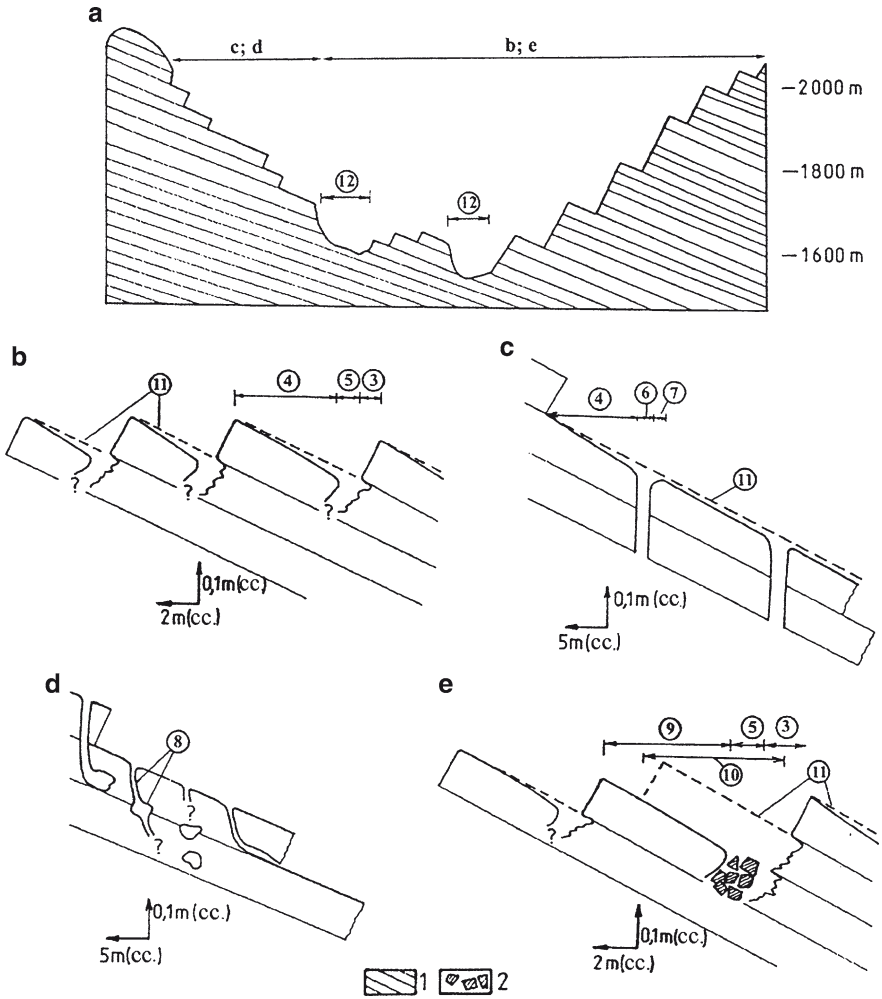 a
c; d
b; e
–2000 m
12
12
–1800 m
–1600 m
b
11
4
5
3
?
?
?
0,1m(cc.)
2m(cc.)
c
4
6
7
11
0,1m(cc.)
5m(cc.)
d
8
?
?
0,1m(cc.)
5m(cc.)
e
9
5
3
10
11
?
0,1m(cc.)
2m(cc.)
1
2